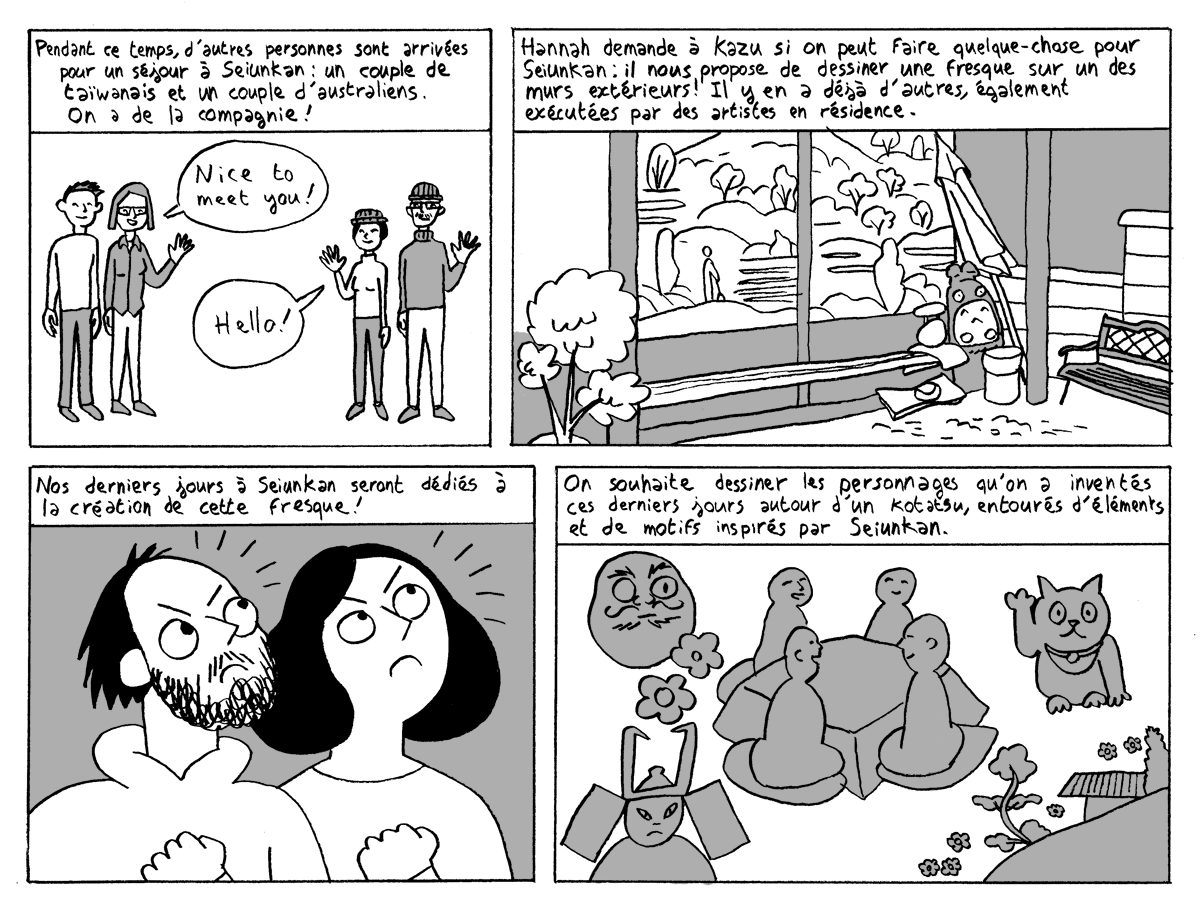 Pendant ce temps, d'autres personnes sont arrivées
pour un séjour à Seiunkan : un couple de
taïwanais et un couple d'australiens.
On a de la compagnie !
Nice to
meet you !
Hello !
Hannah demande à Kazu si on peut faire quelque-chose pour
Seiunkan : il nous propose de dessiner une fresque sur un des
murs extérieurs ! Il y en a déjà d'autres, également
exécutées par des artistes en résidence.
Nos derniers jours à Seiunkan seront dédiés à
la création de cette fresque !
On souhaite dessiner les personnages qu'on a inventés
ces derniers jours autour d'un kotatsu, entourés d'éléments
et de motifs inspirés par Seiunkan.